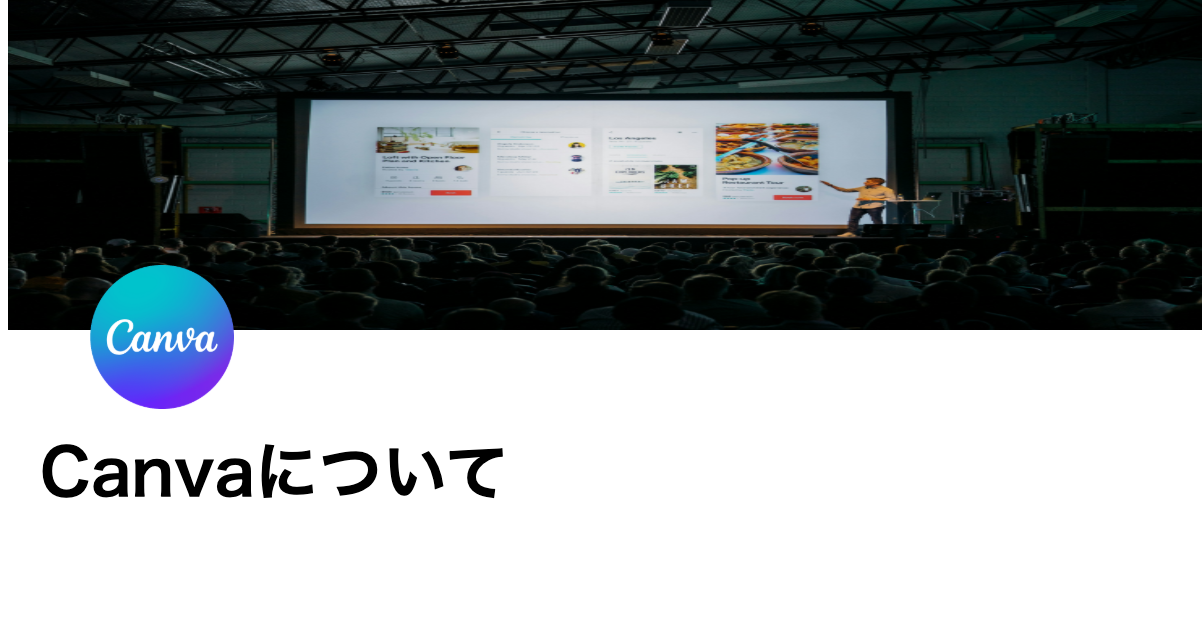 Loft with Open Floor
Plan and Kitchen
Los Angeles
Pop-Up
Restaurant Tour
Canva
Canvaについて